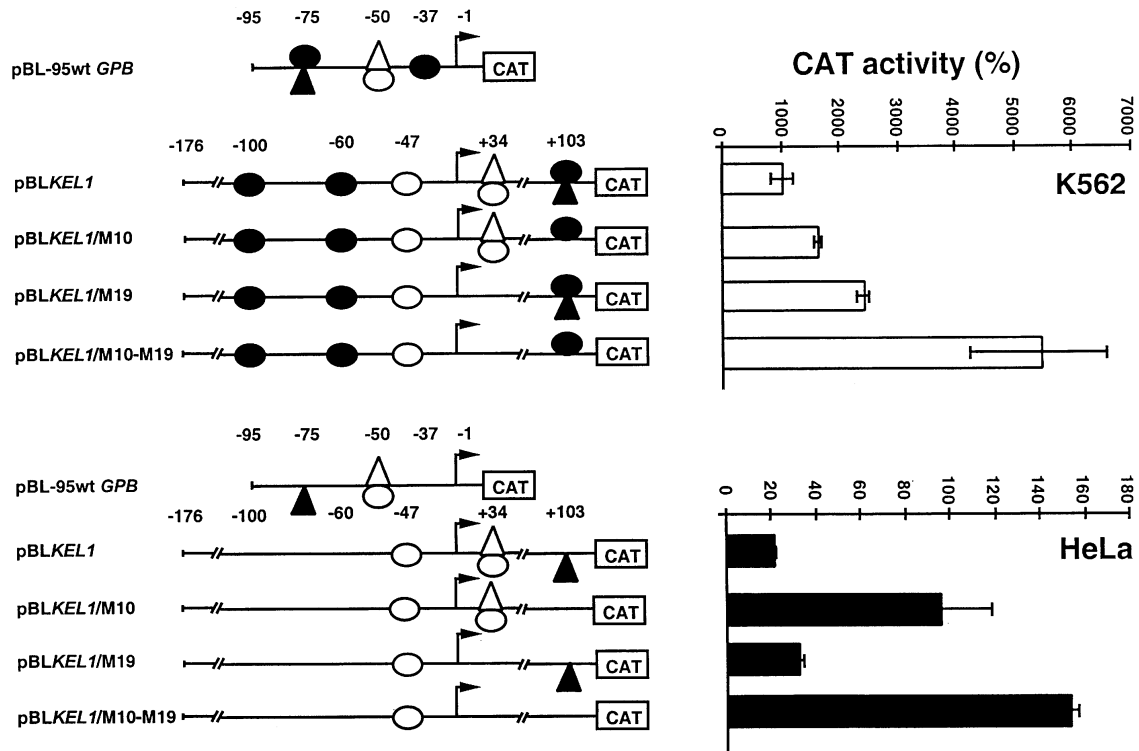 -95 -75 -50 -37 -1
pBL-95wt GPB CAT
CAT activity (%)
0 1000 2000 3000 4000 5000 6000 7000
K562
-176 -100 -60 -47 +34 +103
pBLKEL1 CAT
pBLKEL1/M10 CAT
pBLKEL1/M19 CAT
pBLKEL1/M10-M19 CAT
-95 -75 -50 -37 -1
pBL-95wt GPB CAT
0 20 40 60 80 100 120 140 160 180
HeLa
-176 -100 -60 -47 +34 +103
pBLKEL1 CAT
pBLKEL1/M10 CAT
pBLKEL1/M19 CAT
pBLKEL1/M10-M19 CAT